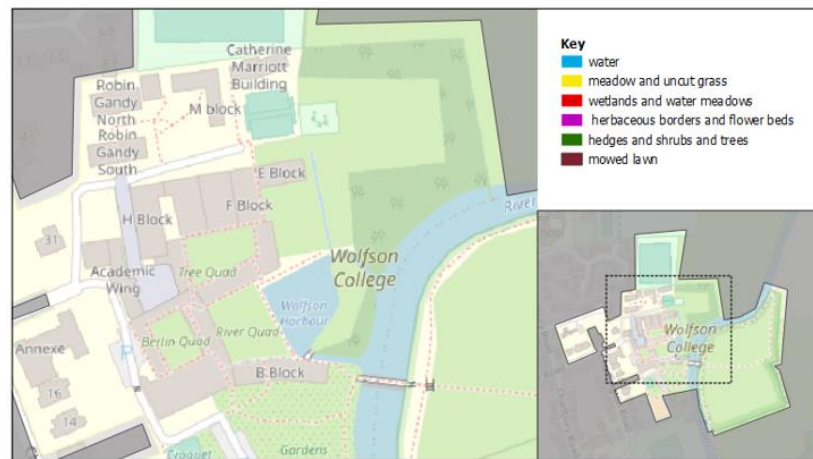 Catherine
Marriott
Building
Robin
Gandy
North
M block
Robin
Gandy
South
E Block
F Block
H Block
31
Tree Quad
Academic
Wing
Wolfson
College
River
Wolfson
Harbour
River Quad
Berlin Quad
P
Annexe
B Block
16
14
Gardens
Croquet
Key
water
meadow and uncut grass
wetlands and water meadows
herbaceous borders and flower beds
hedges and shrubs and trees
mowed lawn
Wolfson
College